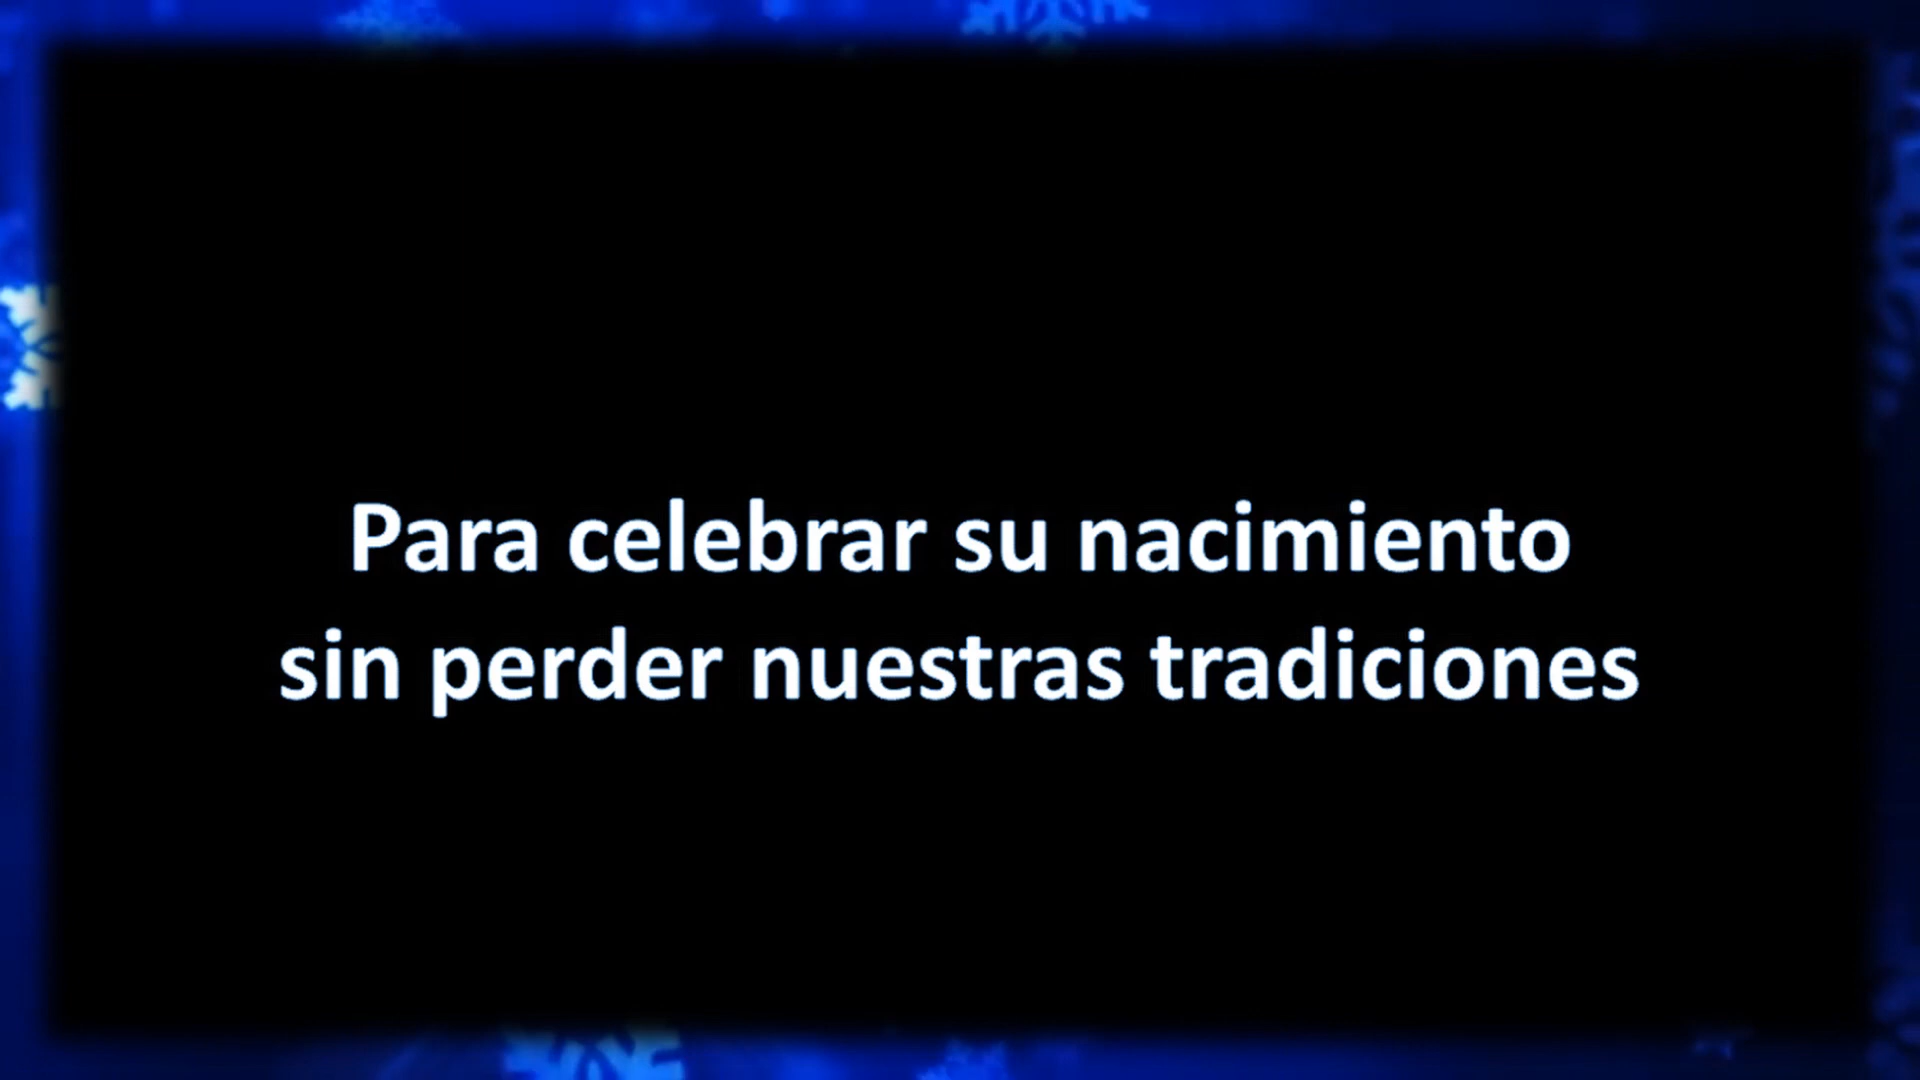 Para celebrar su nacimiento
sin perder nuestras tradiciones